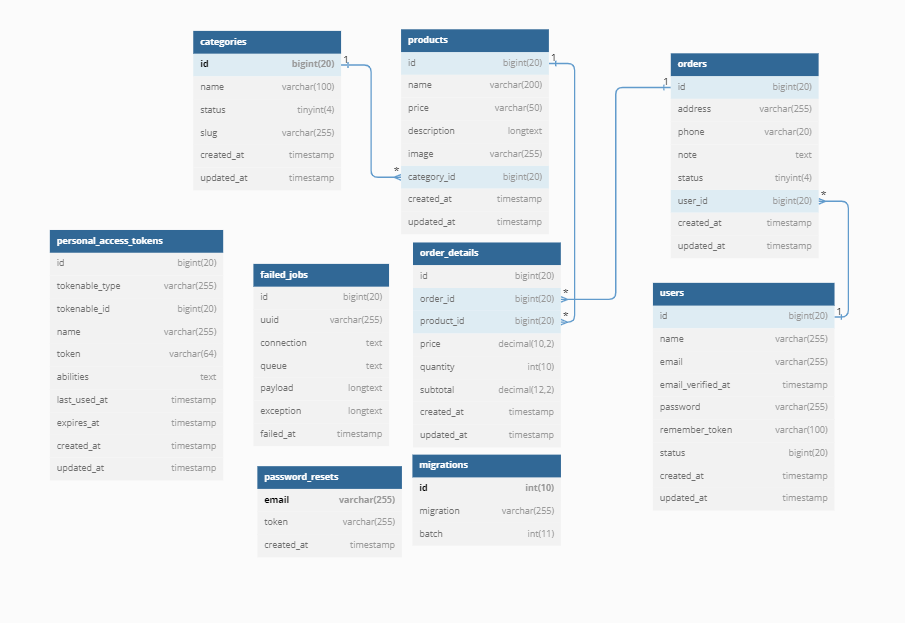 categories
id bigint(20)
name varchar(100)
status tinyint(4)
slug varchar(255)
created_at timestamp
updated_at timestamp
1
*
products
id bigint(20)
name varchar(200)
price varchar(50)
description longtext
image varchar(255)
category_id bigint(20)
created_at timestamp
updated_at timestamp
1
orders
id bigint(20)
address varchar(255)
phone varchar(20)
note text
status tinyint(4)
user_id bigint(20)
created_at timestamp
updated_at timestamp
1
*
personal_access_tokens
id bigint(20)
tokenable_type varchar(255)
tokenable_id bigint(20)
name varchar(255)
token varchar(64)
abilities text
last_used_at timestamp
expires_at timestamp
created_at timestamp
updated_at timestamp
failed_jobs
id bigint(20)
uuid varchar(255)
connection text
queue text
payload longtext
exception longtext
failed_at timestamp
order_details
id bigint(20)
order_id bigint(20)
product_id bigint(20)
price decimal(10,2)
quantity int(10)
subtotal decimal(12,2)
created_at timestamp
updated_at timestamp
*
*
users
id bigint(20)
name varchar(255)
email varchar(255)
email_verified_at timestamp
password varchar(255)
remember_token varchar(100)
status bigint(20)
created_at timestamp
updated_at timestamp
1
password_resets
email varchar(255)
token varchar(255)
created_at timestamp
migrations
id int(10)
migration varchar(255)
batch int(11)